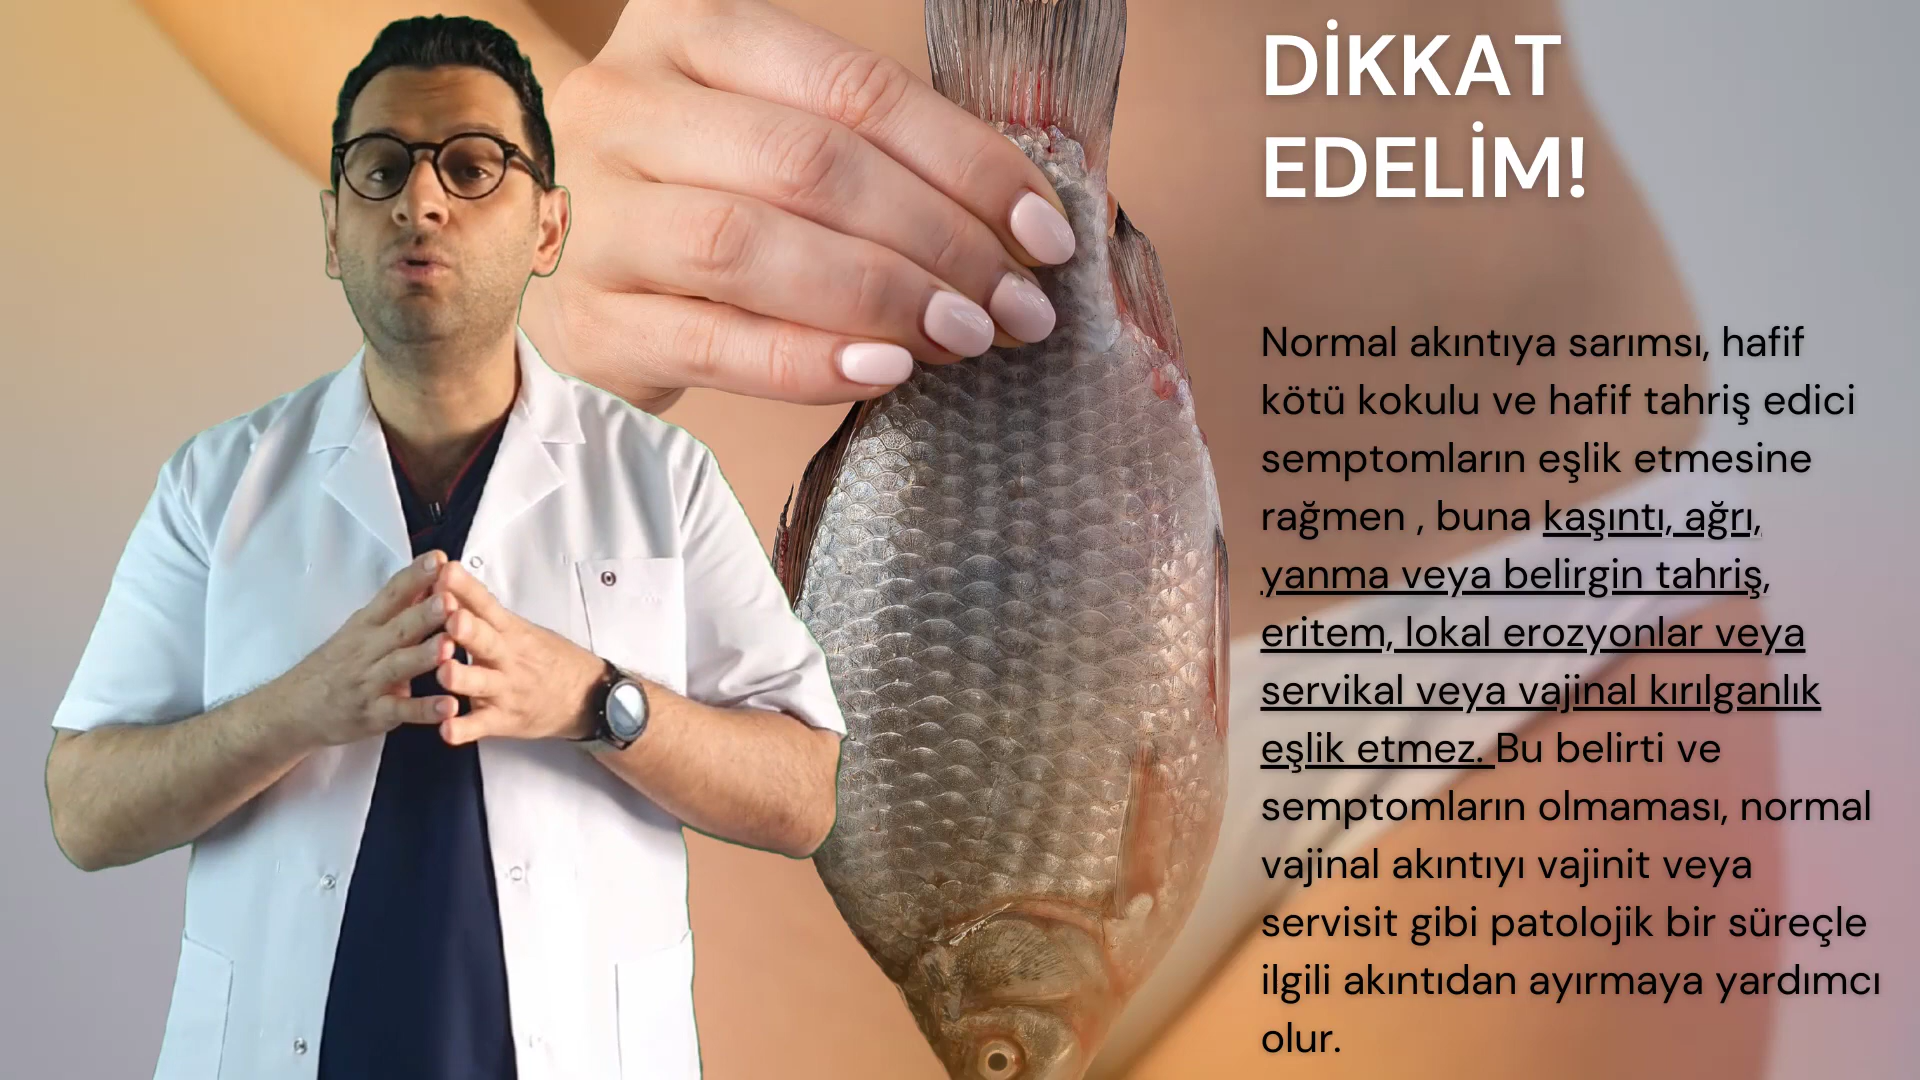 DİKKAT
EDELİM!
Normal akıntıya sarımsı, hafif
kötü kokulu ve hafif tahriş edici
semptomların eşlik etmesine
rağmen , buna kaşıntı, ağrı,
yanma veya belirgin tahriş,
eritem, lokal erozyonlar veya
servikal veya vajinal kırılganlık
eşlik etmez. Bu belirti ve
semptomların olmaması, normal
vajinal akıntıyı vajinit veya
servisit gibi patolojik bir süreçle
ilgili akıntıdan ayırmaya yardımcı
olur.